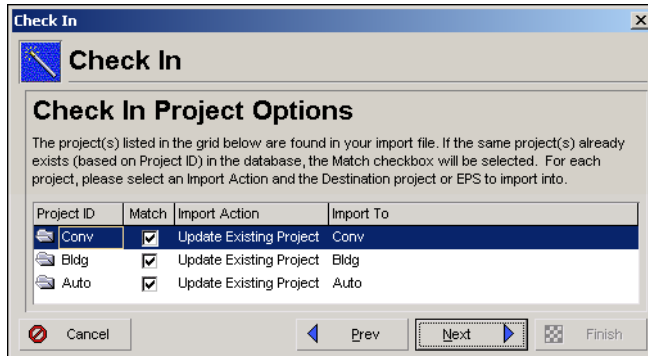 Check In
Check In
Check In Project Options
The project(s) listed in the grid below are found in your import file. If the same project(s) already
exists (based on Project ID) in the database, the Match checkbox will be selected. For each
project, please select an Import Action and the Destination project or EPS to import into.
Project ID Match Import Action Import To
Conv Update Existing Project Conv
Bldg Update Existing Project Bldg
Auto Update Existing Project Auto
Cancel Prev Next Finish